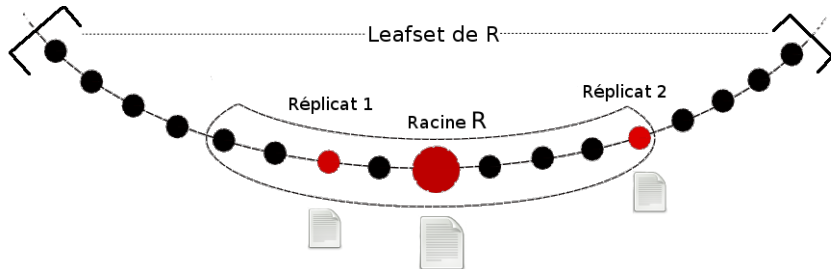 Leafset de R
Réplicat 1
Racine R
Réplicat 2